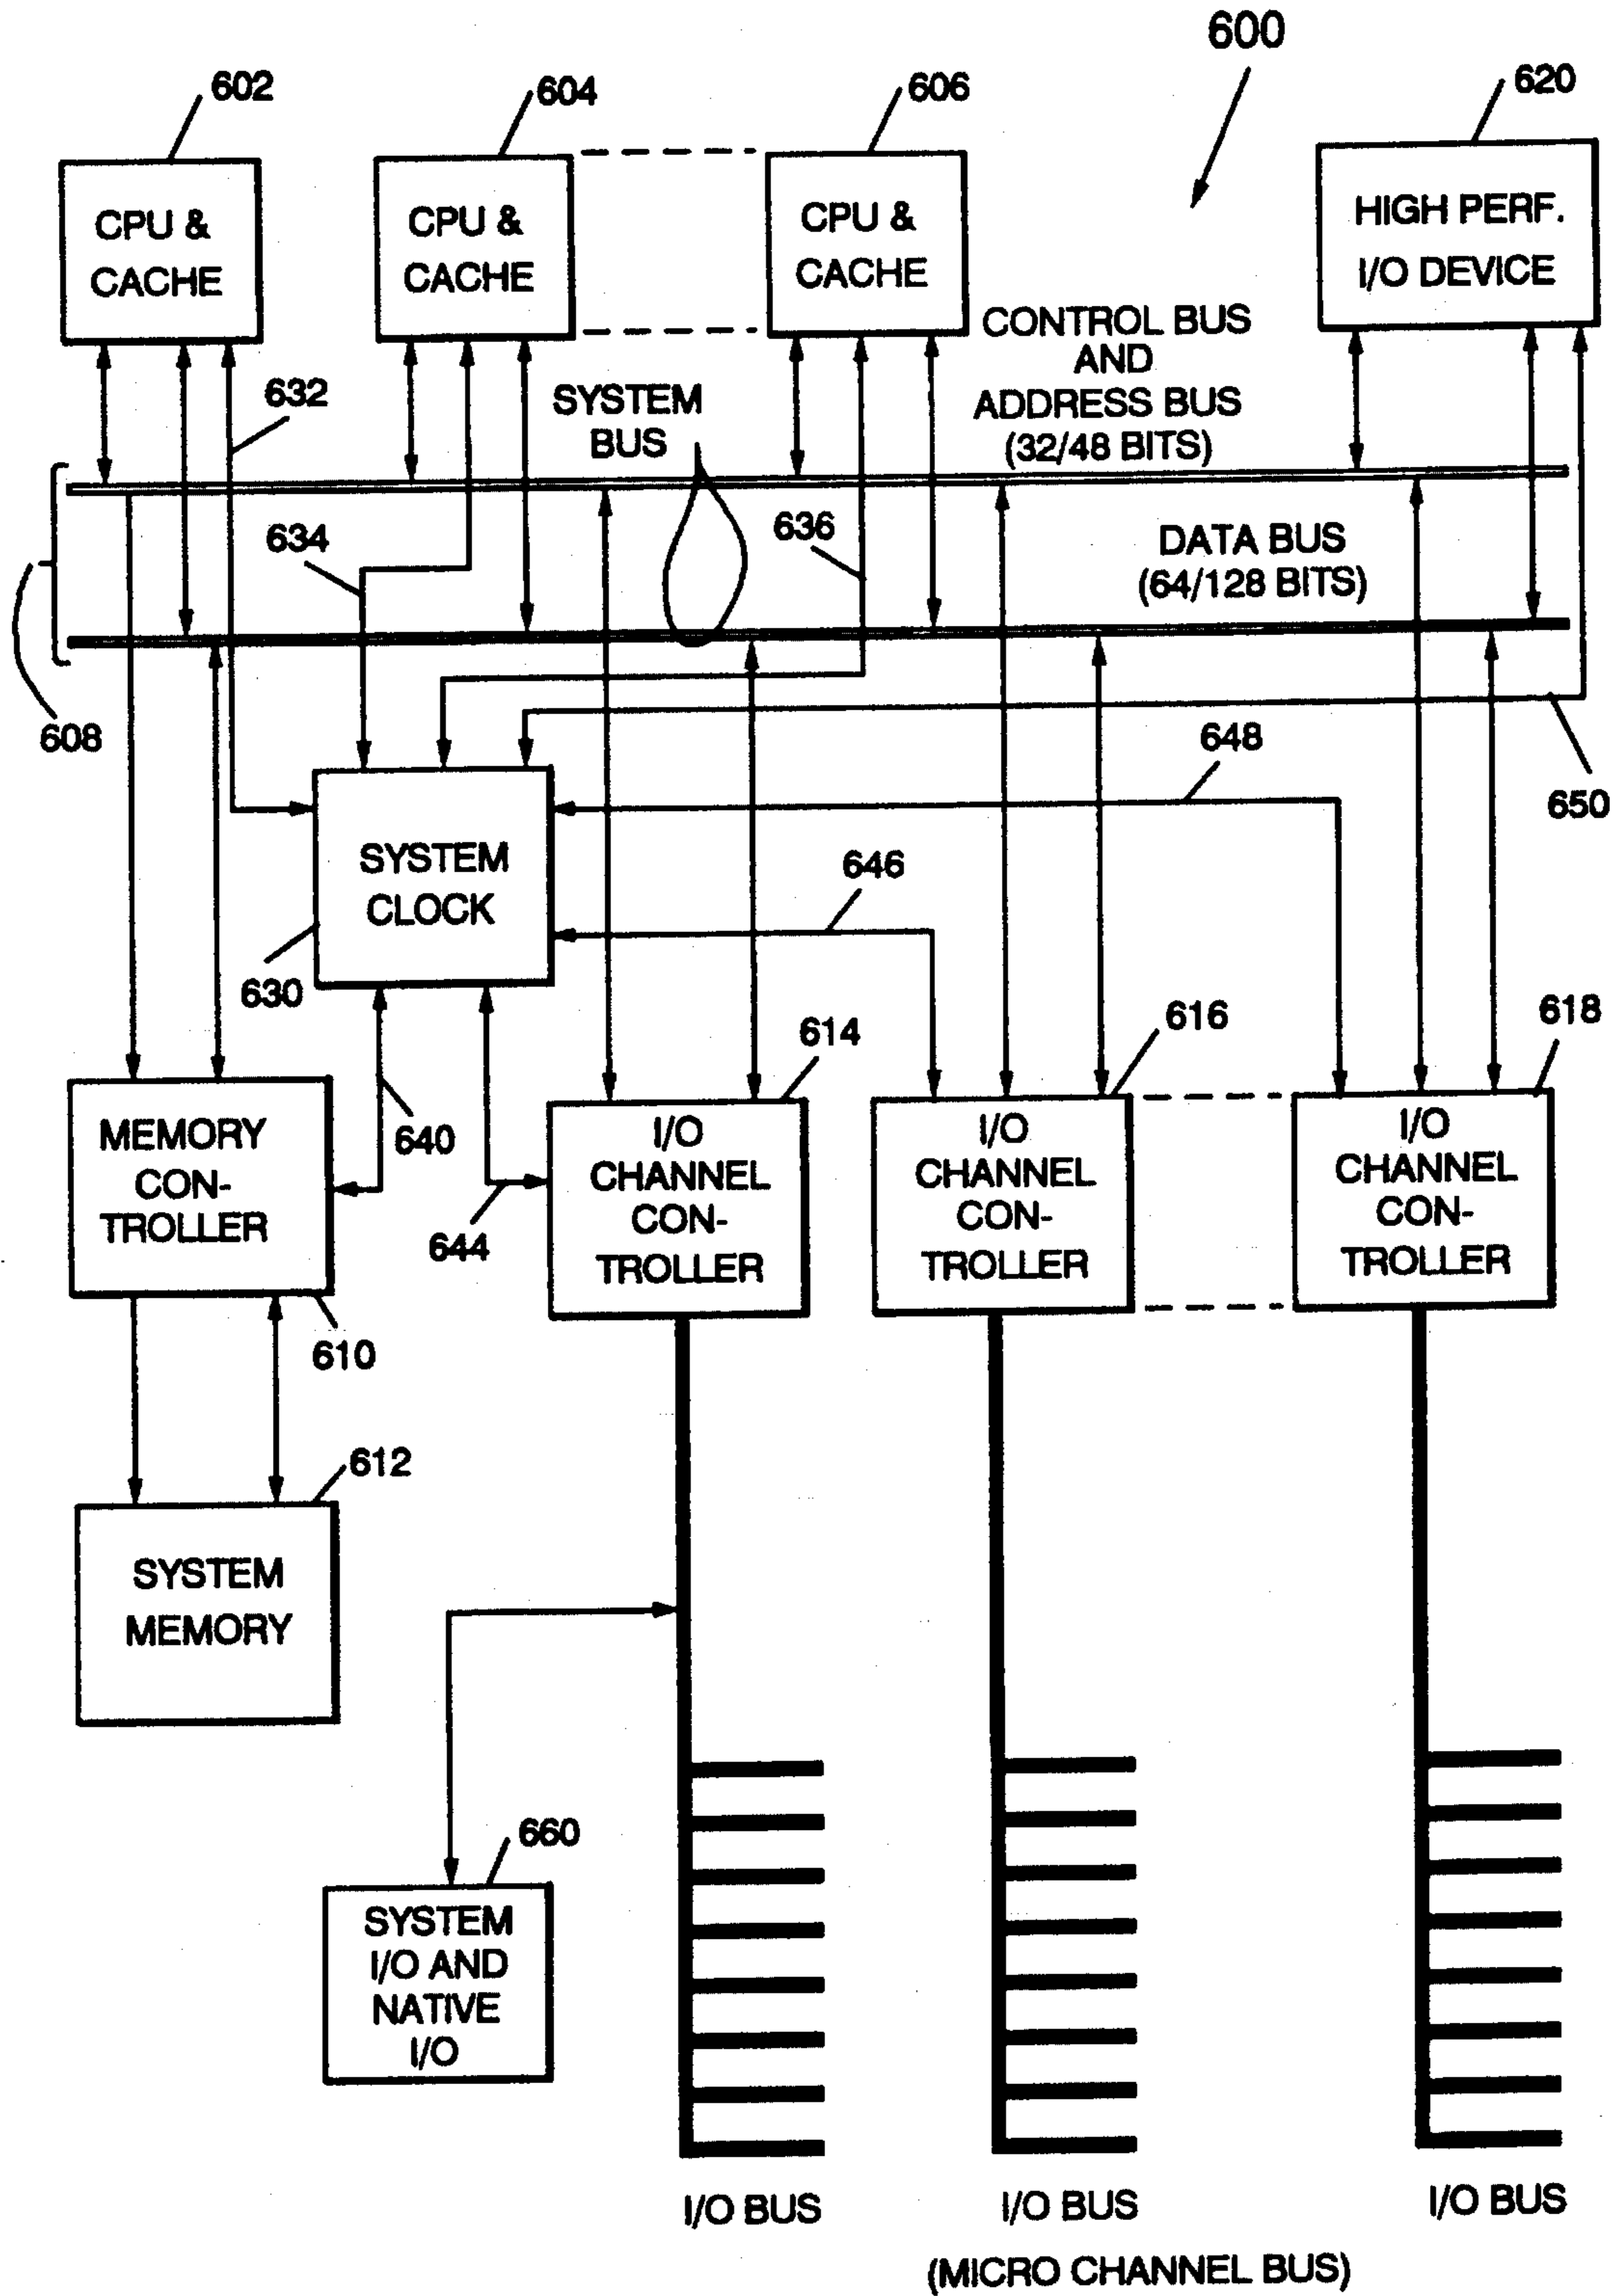 600
602
604
606
620
CPU &
CACHE
CPU &
CACHE
CPU &
CACHE
HIGH PERF.
I/O DEVICE
632
SYSTEM
BUS
CONTROL BUS
AND
ADDRESS BUS
(32/48 BITS)
634
636
DATA BUS
(64/128 BITS)
608
648
650
SYSTEM
CLOCK
646
630
614
616
618
MEMORY
CON-
TROLLER
640
644
I/O
CHANNEL
CON-
TROLLER
I/O
CHANNEL
CON-
TROLLER
I/O
CHANNEL
CON-
TROLLER
610
612
SYSTEM
MEMORY
660
SYSTEM
I/O AND
NATIVE
I/O
I/O BUS
I/O BUS
I/O BUS
(MICRO CHANNEL BUS)